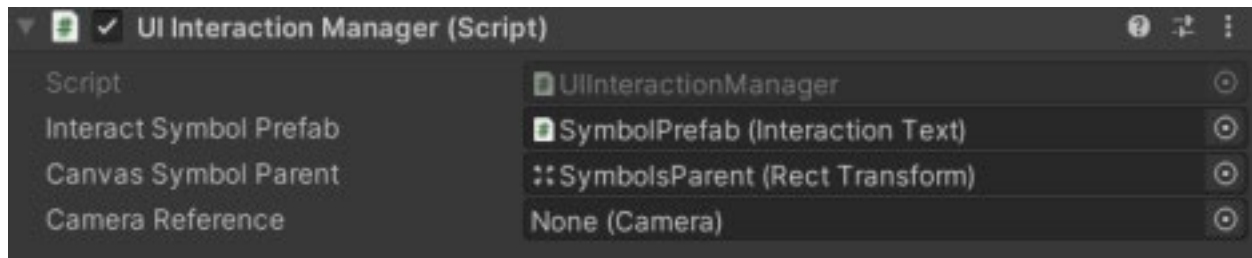 UI Interaction Manager (Script)
Script UIInteractionManager
Interact Symbol Prefab SymbolPrefab (Interaction Text)
Canvas Symbol Parent SymbolsParent (Rect Transform)
Camera Reference None (Camera)